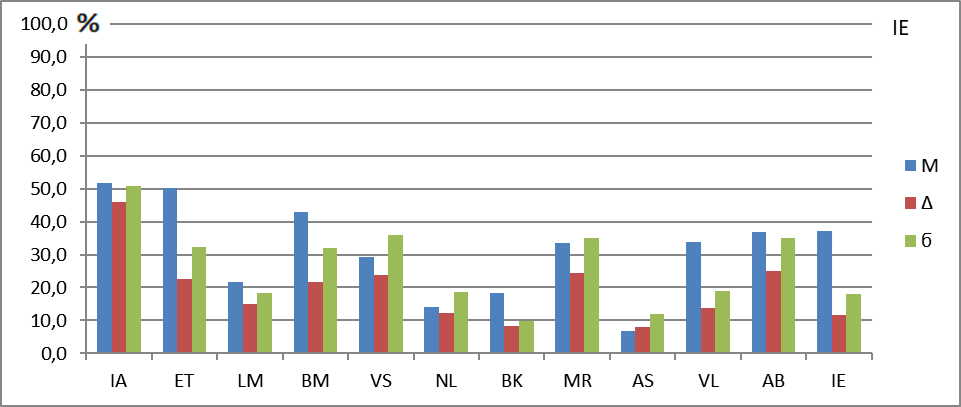 100,0 %
IE
90,0
80,0
70,0
60,0
50,0
40,0
30,0
20,0
10,0
0,0
IA ET LM BM VS NL BK MR AS VL AB IE
М
Δ
б